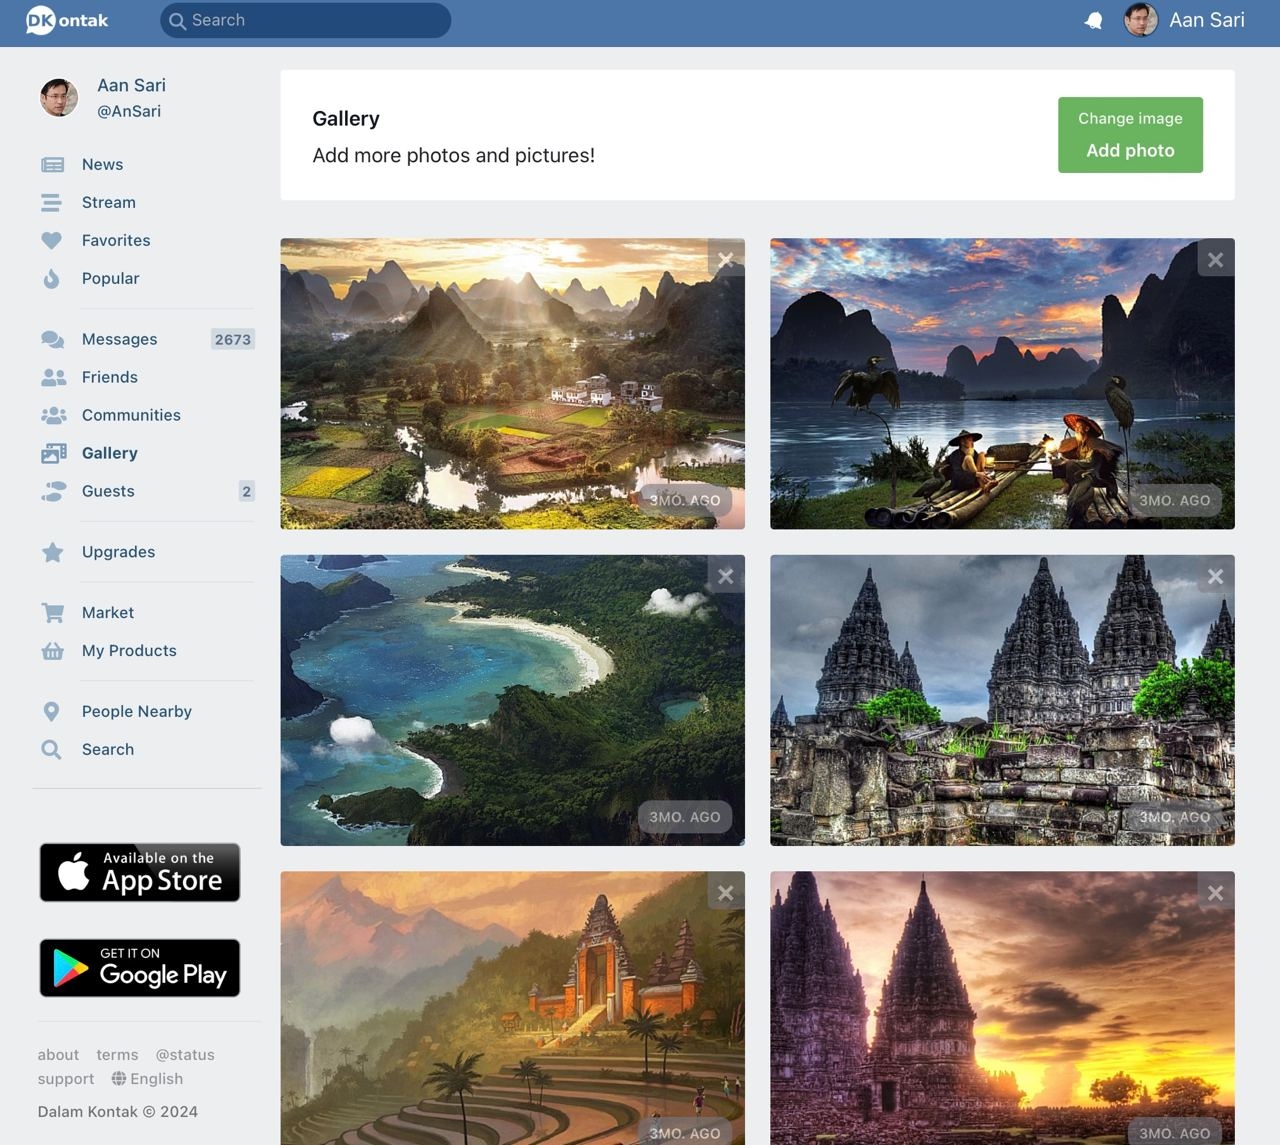 DKontak
Search
Aan Sari
Aan Sari
@AnSari
News
Stream
Favorites
Popular
Messages 2673
Friends
Communities
Gallery
Guests 2
Upgrades
Market
My Products
People Nearby
Search
Available on the
App Store
GET IT ON
Google Play
about terms @status
support English
Dalam Kontak © 2024
Gallery
Add more photos and pictures!
Change image
Add photo
3MO. AGO
3MO. AGO
3MO. AGO
3MO. AGO
3MO. AGO
3MO. AGO